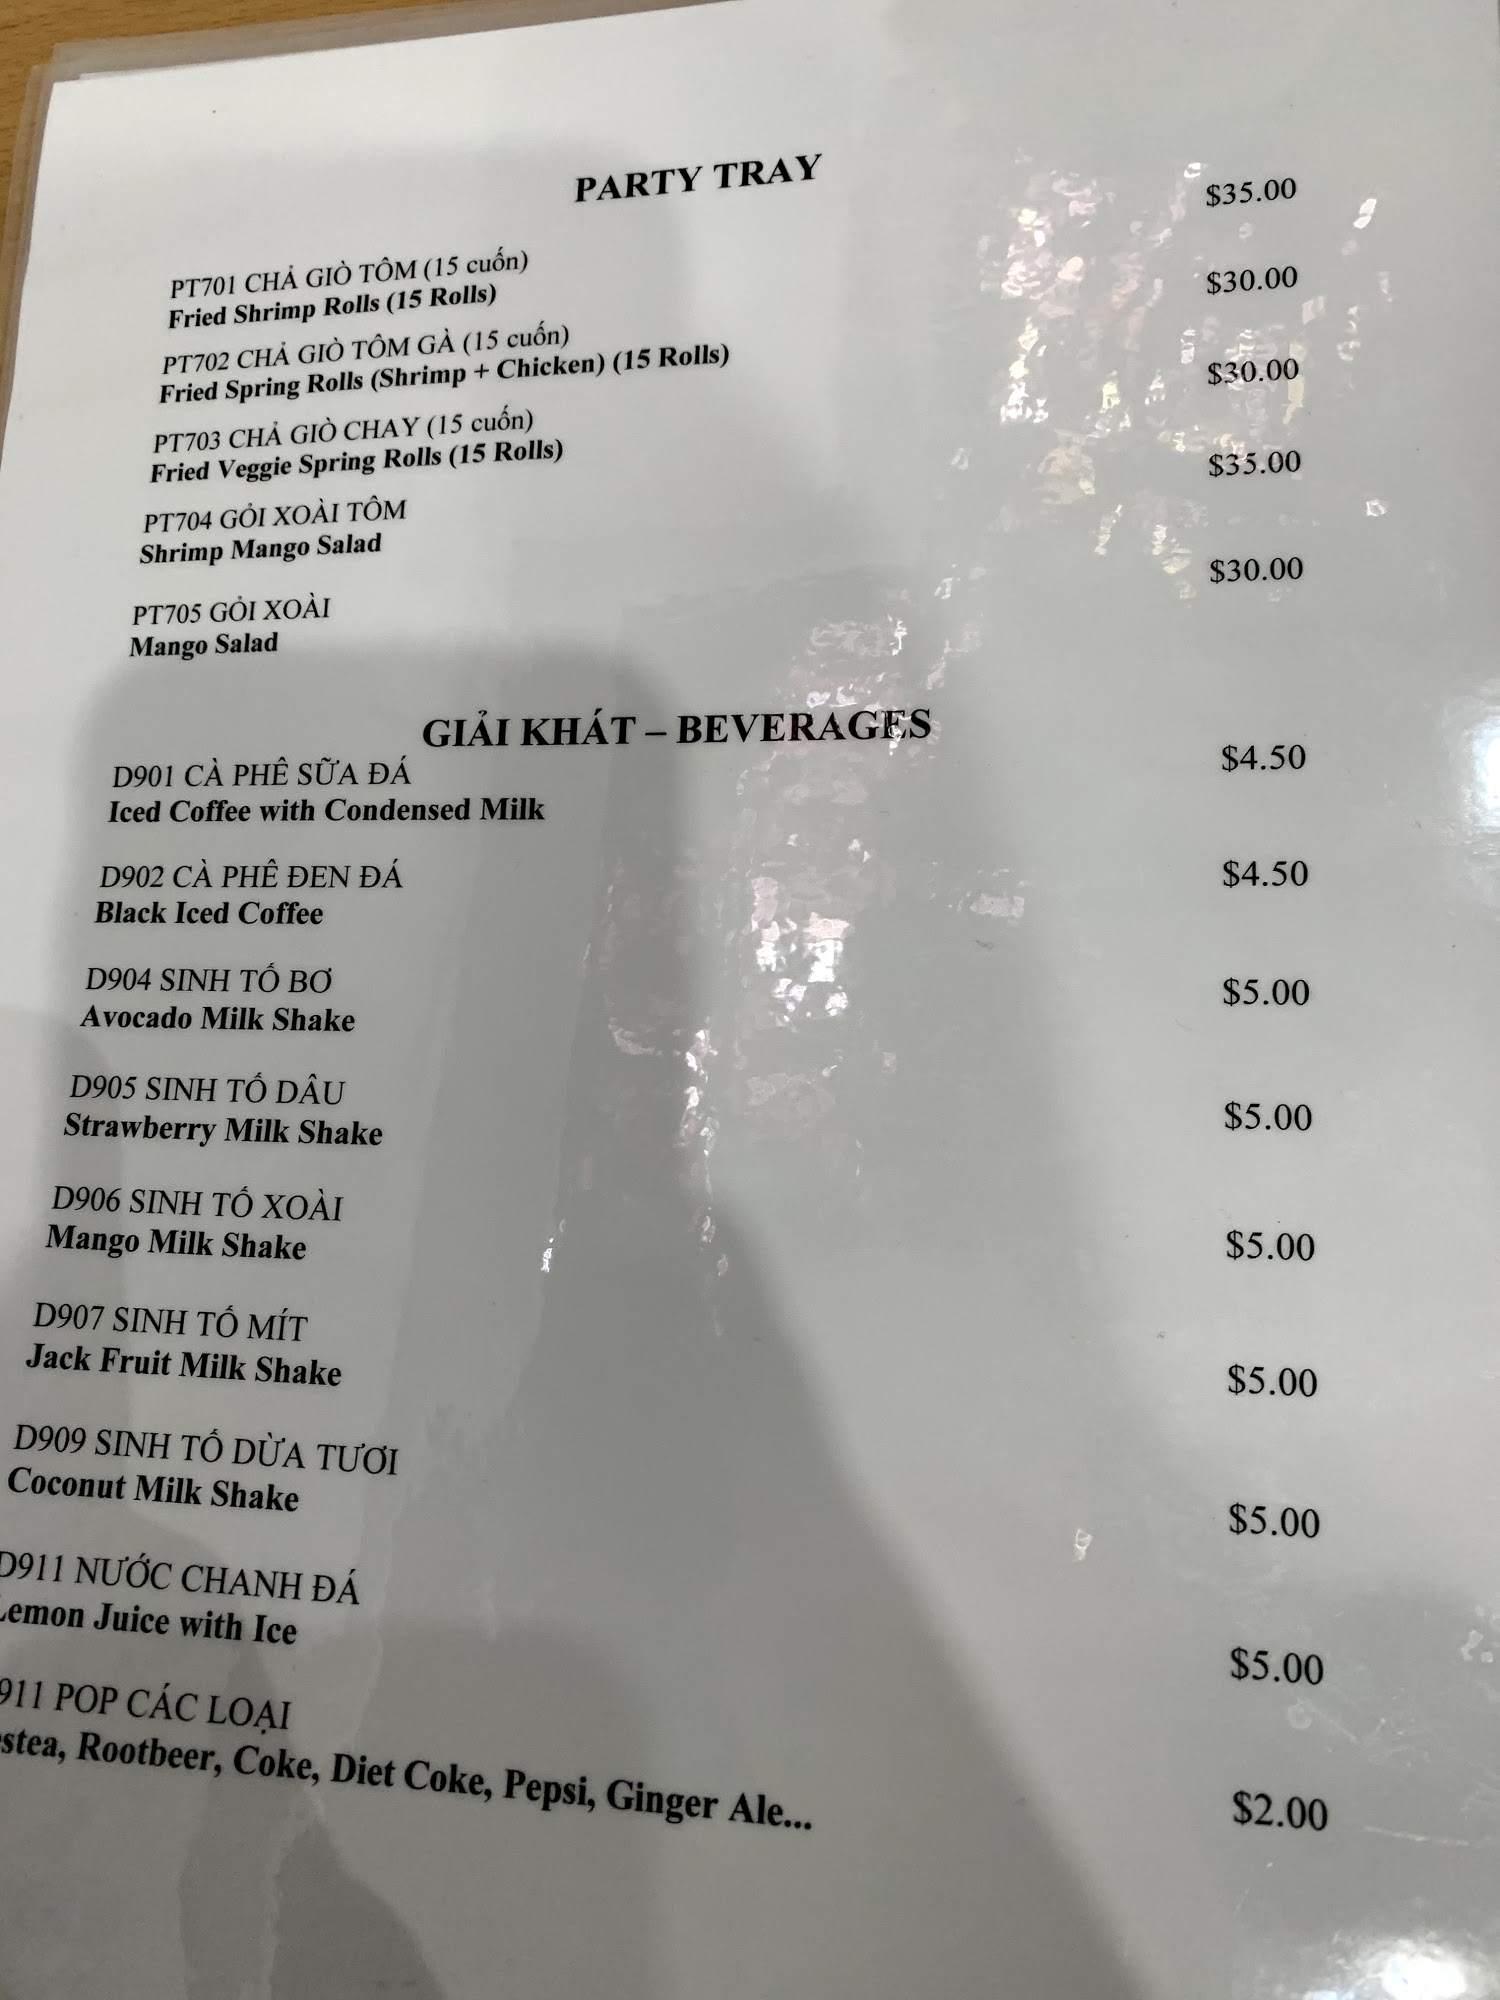 PARTY TRAY
PT701 CHẢ GIÒ TÔM (15 cuốn) $35.00
Fried Shrimp Rolls (15 Rolls)
PT702 CHẢ GIÒ TÔM GÀ (15 cuốn) $30.00
Fried Spring Rolls (Shrimp + Chicken) (15 Rolls)
PT703 CHẢ GIÒ CHAY (15 cuốn) $30.00
Fried Veggie Spring Rolls (15 Rolls)
PT704 GỎI XOÀI TÔM $35.00
Shrimp Mango Salad
PT705 GỎI XOÀI $30.00
Mango Salad
GIẢI KHÁT – BEVERAGES
D901 CÀ PHÊ SỮA ĐÁ $4.50
Iced Coffee with Condensed Milk
D902 CÀ PHÊ ĐEN ĐÁ $4.50
Black Iced Coffee
D904 SINH TỐ BƠ $5.00
Avocado Milk Shake
D905 SINH TỐ DÂU $5.00
Strawberry Milk Shake
D906 SINH TỐ XOÀI $5.00
Mango Milk Shake
D907 SINH TỐ MÍT $5.00
Jack Fruit Milk Shake
D909 SINH TỐ DỪA TƯƠI $5.00
Coconut Milk Shake
D911 NƯỚC CHANH ĐÁ $5.00
Lemon Juice with Ice
911 POP CÁC LOẠI $2.00
stea, Rootbeer, Coke, Diet Coke, Pepsi, Ginger Ale...